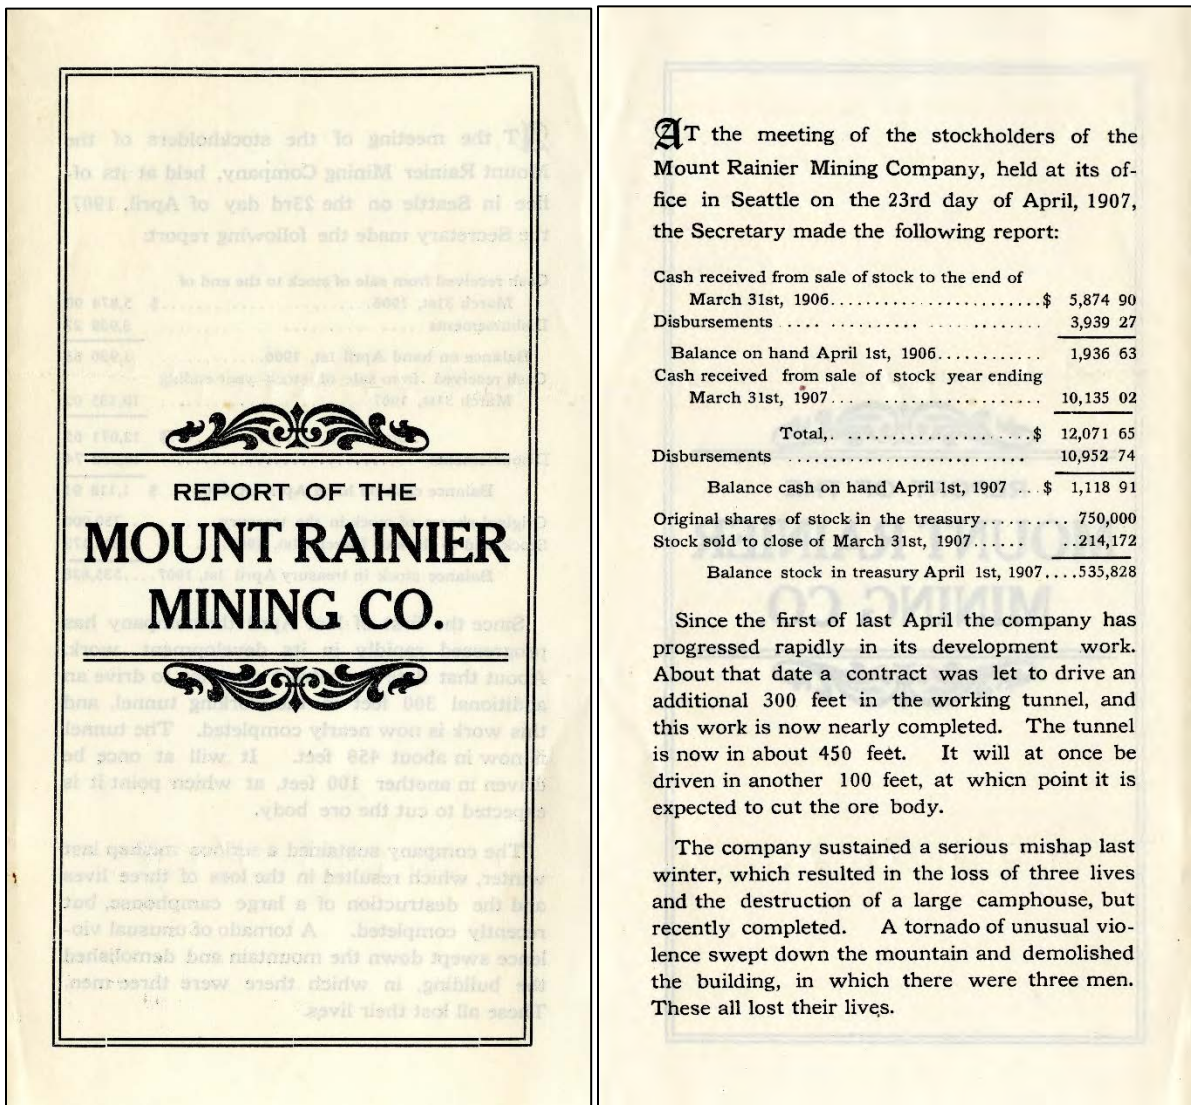 REPORT OF THE
MOUNT RAINIER
MINING CO.
AT the meeting of the stockholders of the
Mount Rainier Mining Company, held at its of-
fice in Seattle on the 23rd day of April, 1907,
the Secretary made the following report:
Cash received from sale of stock to the end of
March 31st, 1906........................$ 5,874 90
Disbursements ..... .......... ............... 3,939 27
Balance on hand April 1st, 1906............ 1,936 63
Cash received from sale of stock year ending
March 31st, 1907........................ 10,135 02
Total,........................$ 12,071 65
Disbursements ........................... 10,952 74
Balance cash on hand April 1st, 1907 ... $ 1,118 91
Original shares of stock in the treasury.......... 750,000
Stock sold to close of March 31st, 1907...........214,172
Balance stock in treasury April 1st, 1907....535,828
Since the first of last April the company has
progressed rapidly in its development work.
About that date a contract was let to drive an
additional 300 feet in the working tunnel, and
this work is now nearly completed. The tunnel
is now in about 450 feet. It will at once be
driven in another 100 feet, at whicn point it is
expected to cut the ore body.
The company sustained a serious mishap last
winter, which resulted in the loss of three lives
and the destruction of a large camphouse, but
recently completed. A tornado of unusual vio-
lence swept down the mountain and demolished
the building, in which there were three men.
These all lost their lives.